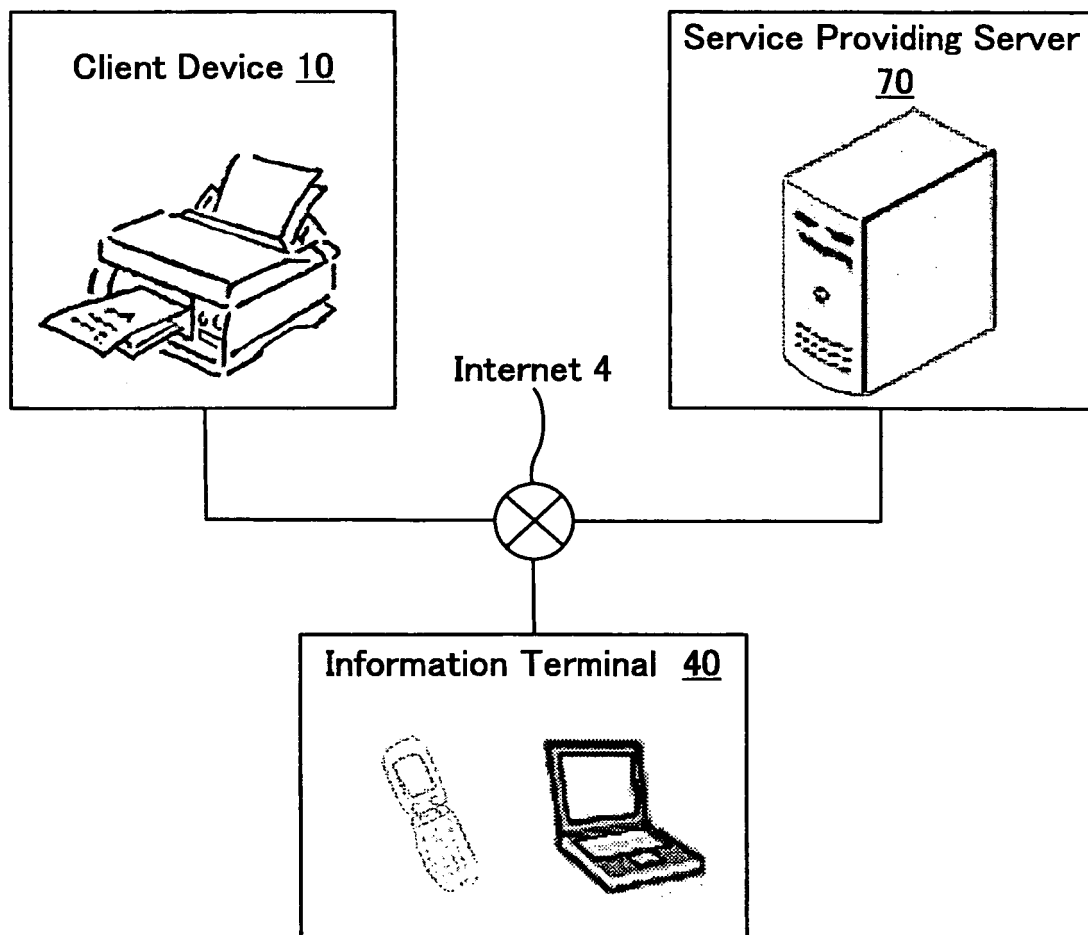 Client Device 10
Service Providing Server
70
Internet 4
Information Terminal 40